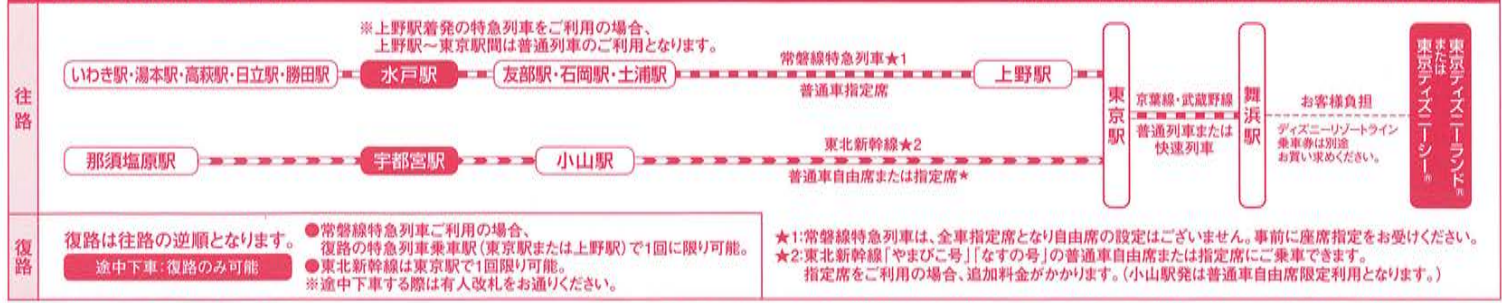 往路
※上野駅着発の特急列車をご利用の場合、
上野駅～東京駅間は普通列車のご利用となります。
いわき駅・湯本駅・高萩駅・日立駅・勝田駅
水戸駅
友部駅・石岡駅・土浦駅
常磐線特急列車★1
普通車指定席
上野駅
那須塩原駅
宇都宮駅
小山駅
東北新幹線★2
普通車自由席または指定席★
東京駅
京葉線・武蔵野線
普通列車または
快速列車
舞浜駅
お客様負担
ディズニーリゾートライン
乗車券は別途
お買い求めください。
東京ディズニーランド®
または
東京ディズニーシー®
復路
復路は往路の逆順となります。
途中下車：復路のみ可能
●常磐線特急列車ご利用の場合、
復路の特急列車乗車駅（東京駅または上野駅）で1回に限り可能。
●東北新幹線は東京駅で1回限り可能。
※途中下車する際は有人改札をお通りください。
★1:常磐線特急列車は、全車指定席となり自由席の設定はございません。事前に座席指定をお受けください。
★2:東北新幹線「やまびこ号」「なすの号」の普通車自由席または指定席にご乗車できます。
指定席をご利用の場合、追加料金がかかります。（小山駅発は普通車自由席限定利用となります。）